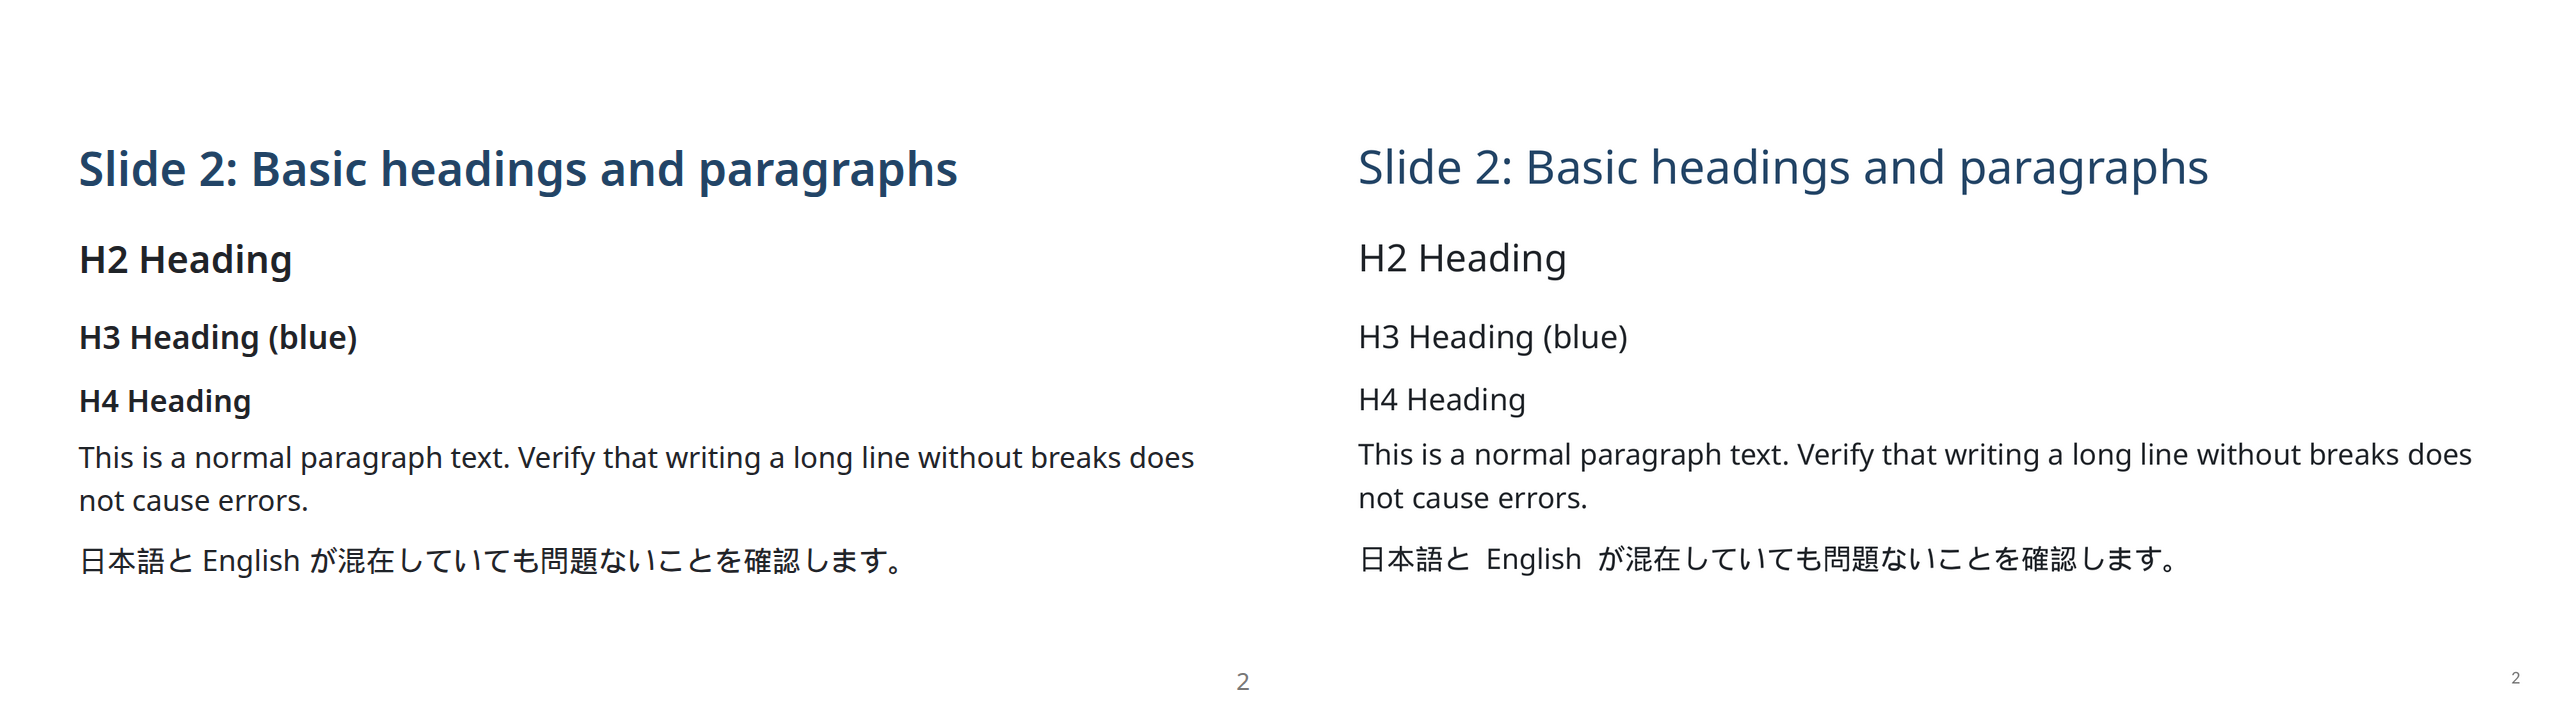 Slide 2: Basic headings and paragraphs
H2 Heading
H3 Heading (blue)
H4 Heading
This is a normal paragraph text. Verify that writing a long line without breaks does
not cause errors.
日本語と English が混在していても問題ないことを確認します。
2
Slide 2: Basic headings and paragraphs
H2 Heading
H3 Heading (blue)
H4 Heading
This is a normal paragraph text. Verify that writing a long line without breaks does
not cause errors.
日本語と English が混在していても問題ないことを確認します。
2